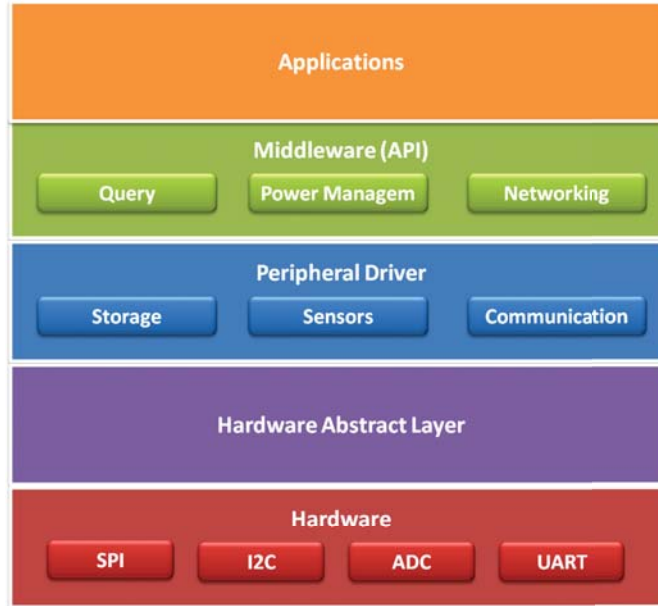 Applications
Middleware (API)
Query Power Managem Networking
Peripheral Driver
Storage Sensors Communication
Hardware Abstract Layer
Hardware
SPI I2C ADC UART